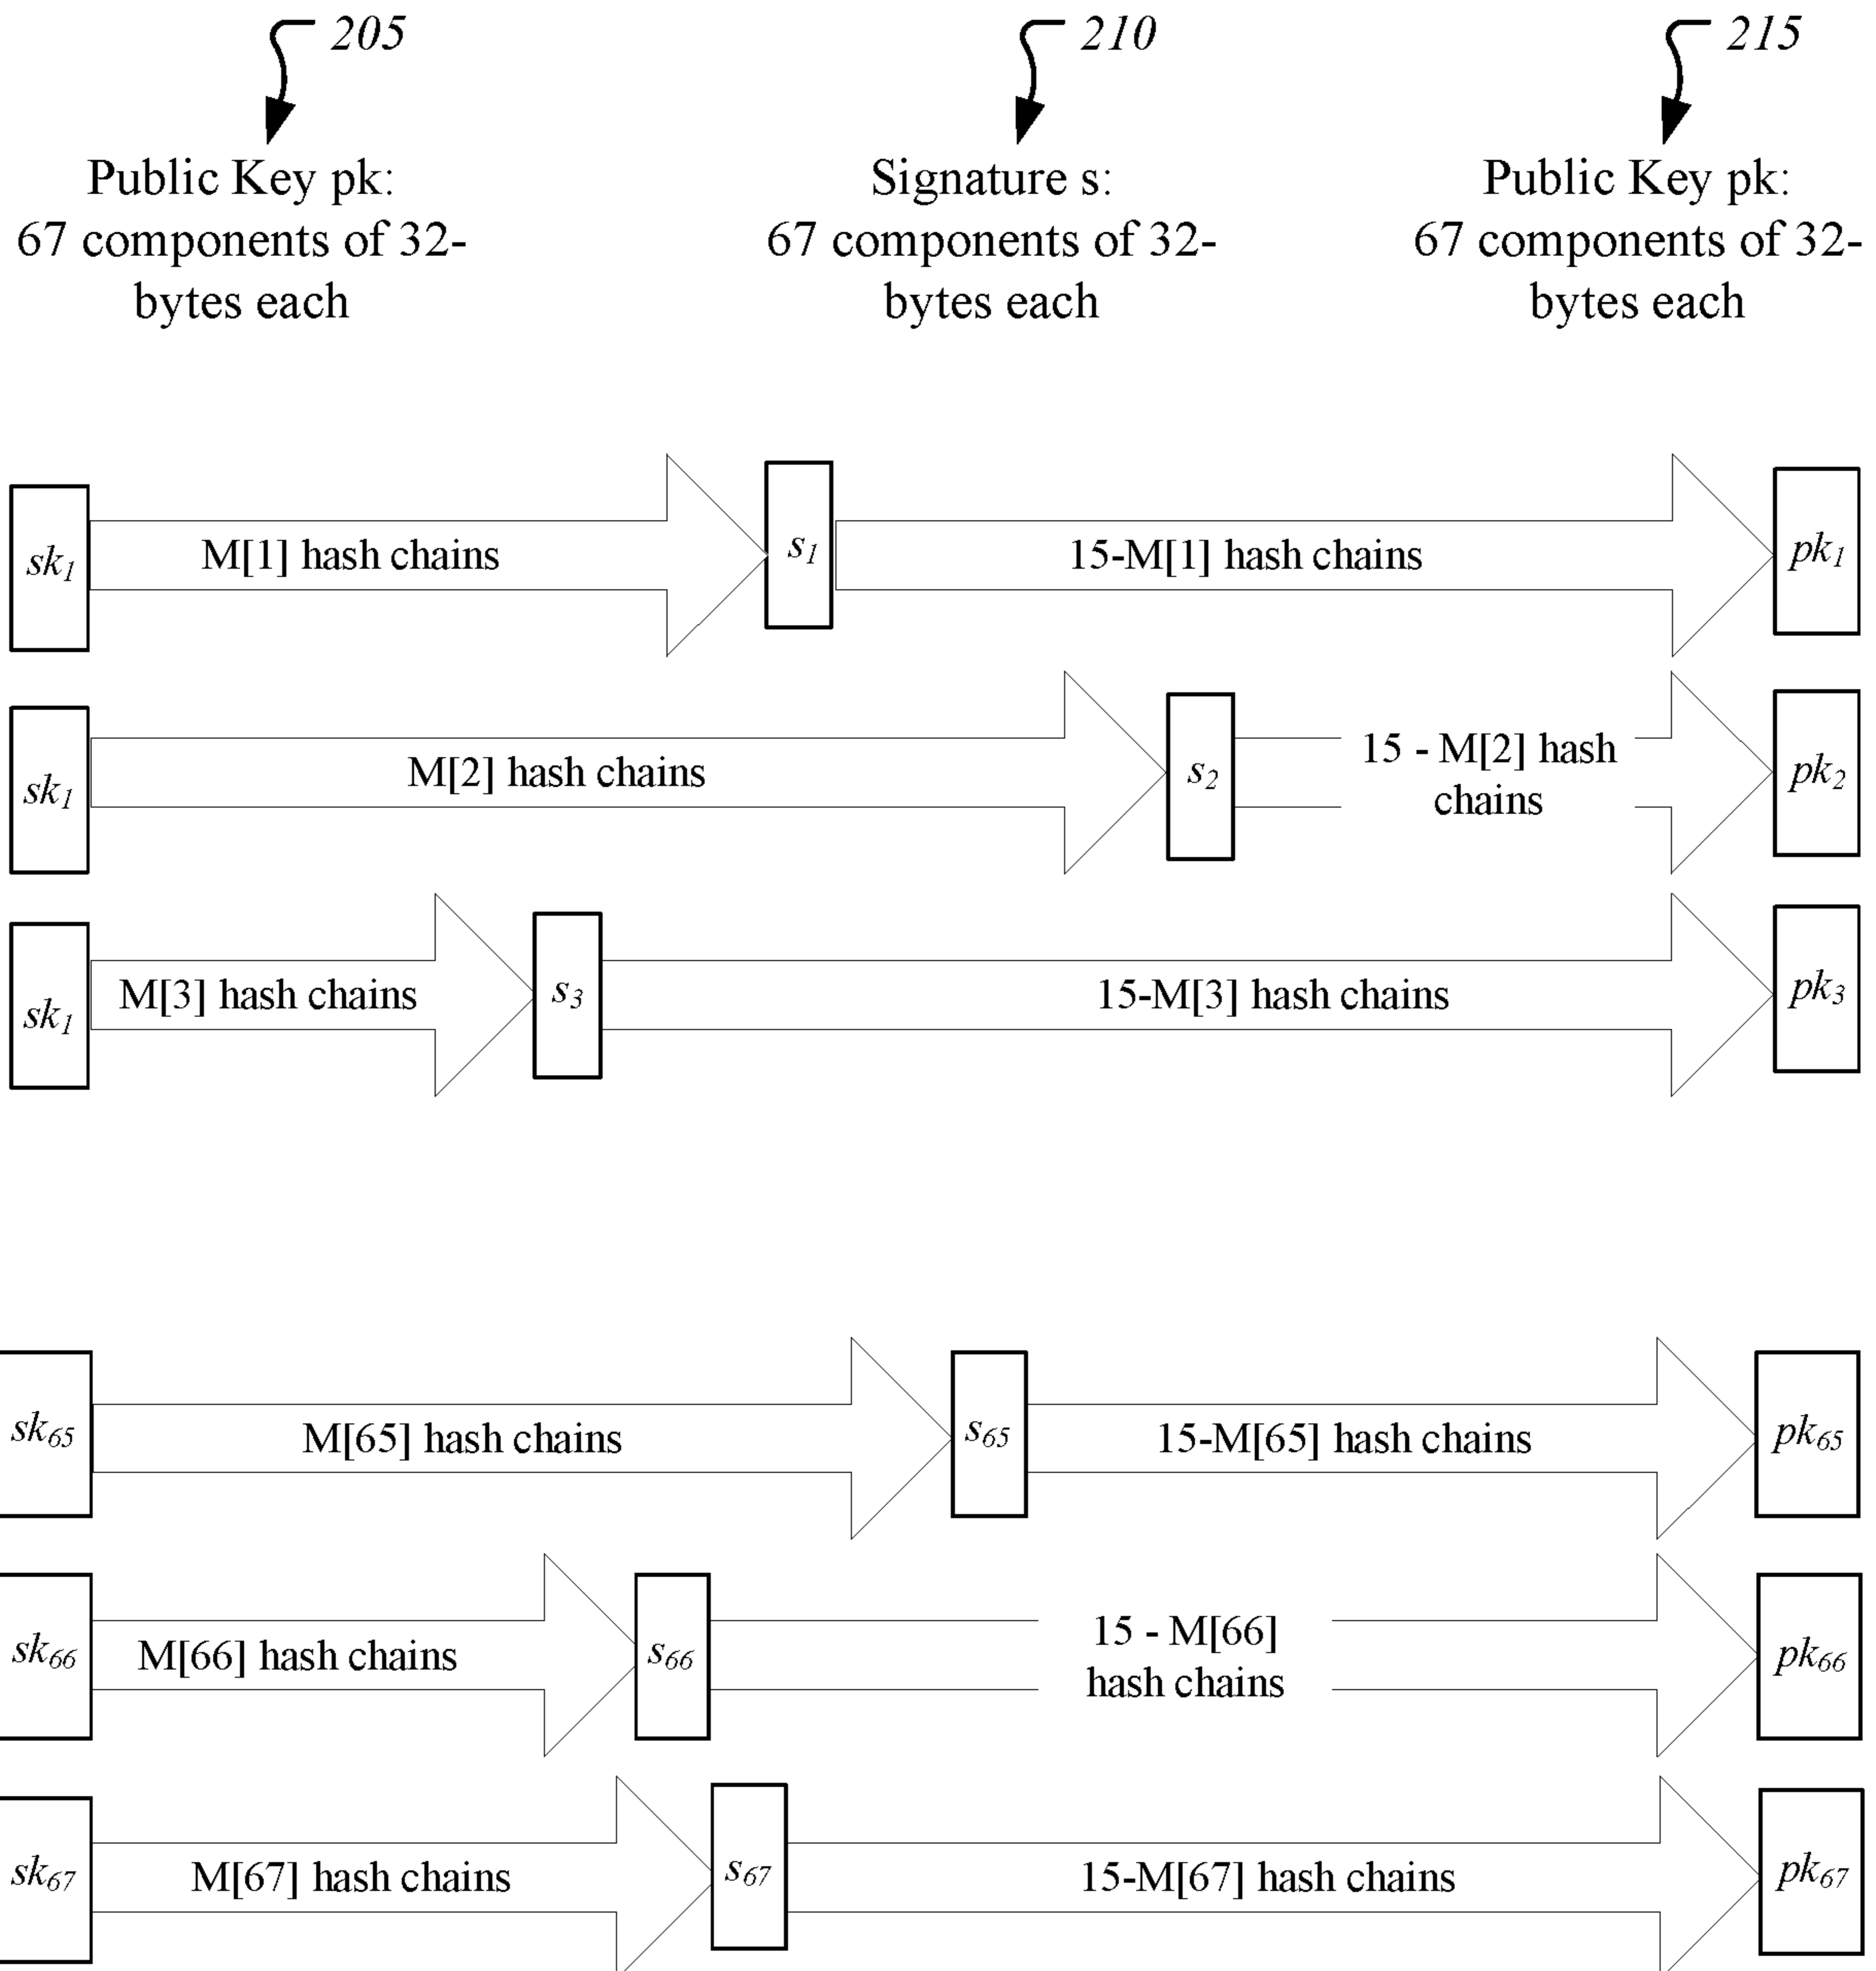 205
210
215
Public Key pk:
67 components of 32-
bytes each
Signature s:
67 components of 32-
bytes each
Public Key pk:
67 components of 32-
bytes each
sk1
M[1] hash chains
s1
15-M[1] hash chains
pk1
sk1
M[2] hash chains
s2
15 - M[2] hash
chains
pk2
sk1
M[3] hash chains
s3
15-M[3] hash chains
pk3
sk65
M[65] hash chains
s65
15-M[65] hash chains
pk65
sk66
M[66] hash chains
s66
15 - M[66]
hash chains
pk66
sk67
M[67] hash chains
s67
15-M[67] hash chains
pk67